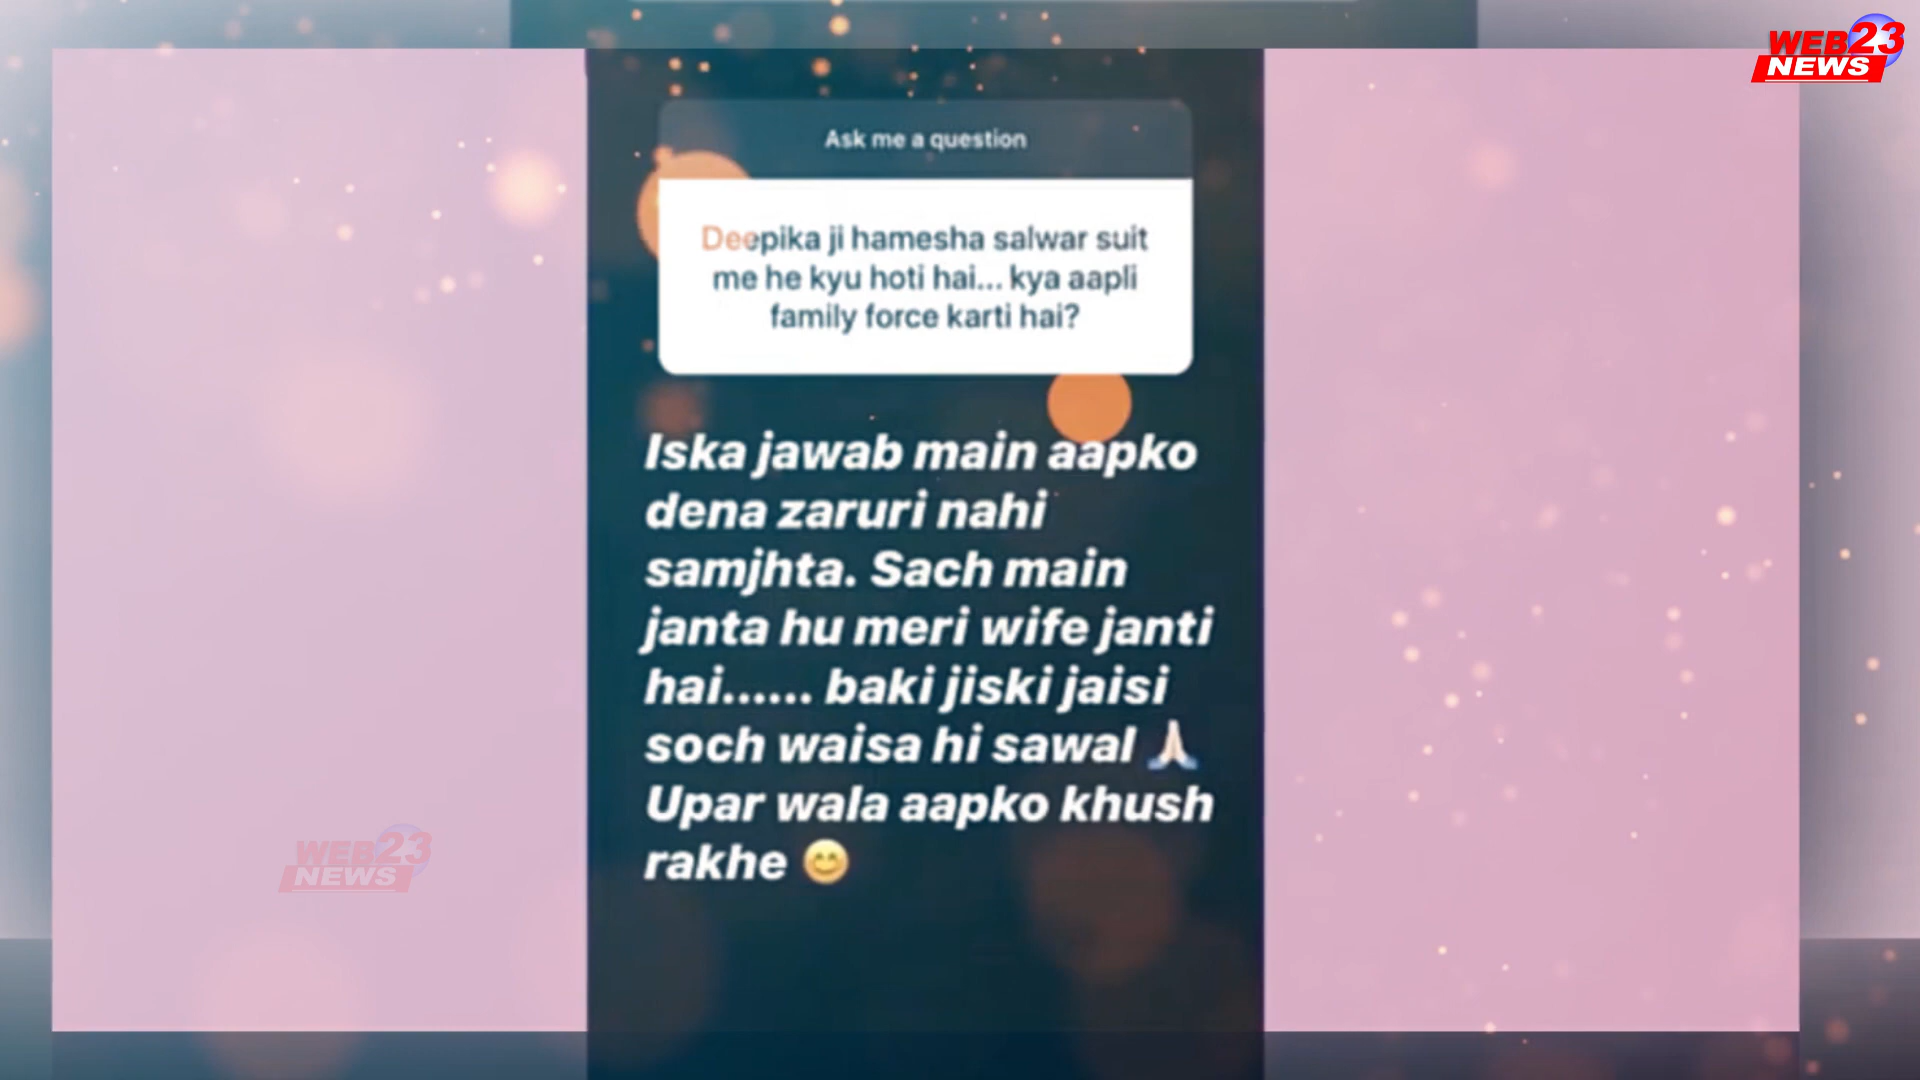 WEB23
NEWS
Ask me a question
Deepika ji hamesha salwar suit
me he kyu hoti hai... kya aapli
family force karti hai?
Iska jawab main aapko
dena zaruri nahi
samjhta. Sach main
janta hu meri wife janti
hai...... baki jiski jaisi
soch waisa hi sawal 🙏🏻
Upar wala aapko khush
rakhe 😊
WEB23
NEWS